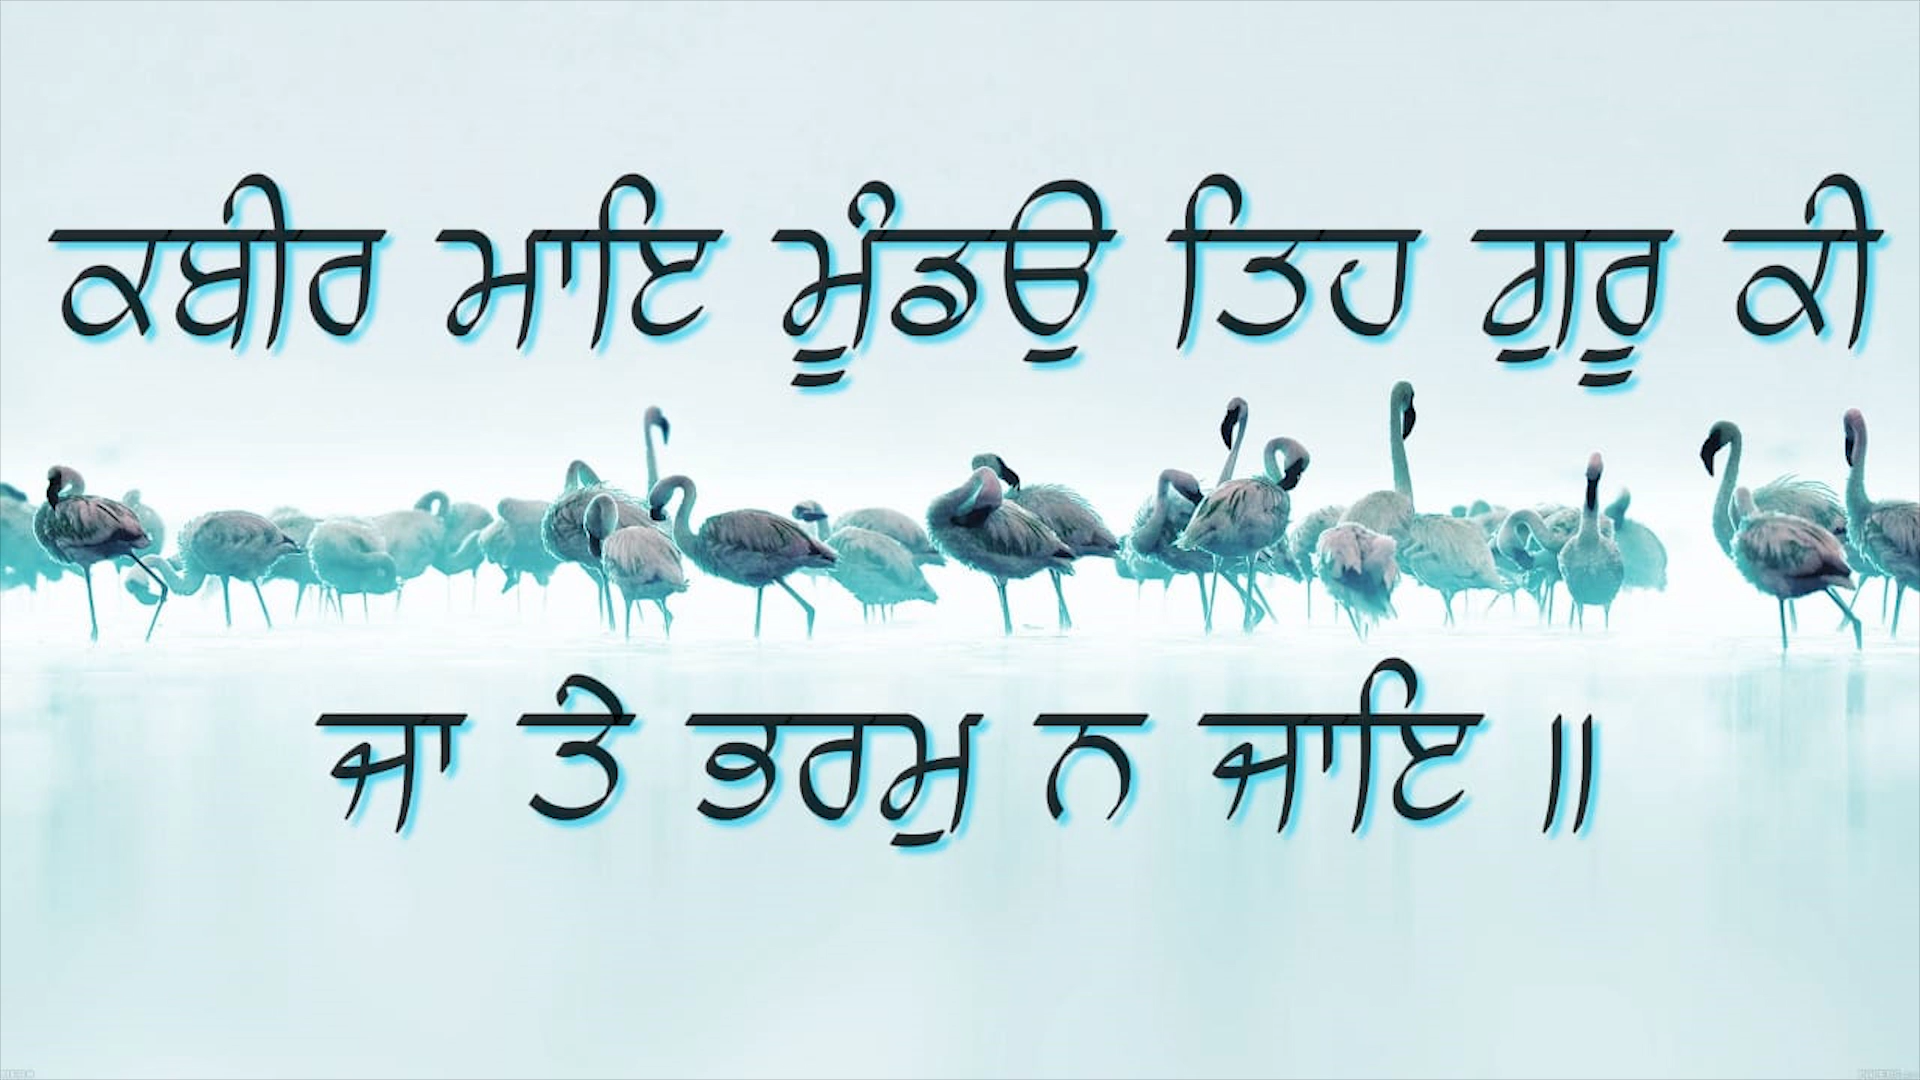 ਕਬੀਰ ਮਾਇ ਮੂੰਡਉ ਤਿਹ ਗੁਰੂ ਕੀ
ਜਾ ਤੇ ਭਰਮੁ ਨ ਜਾਇ ॥